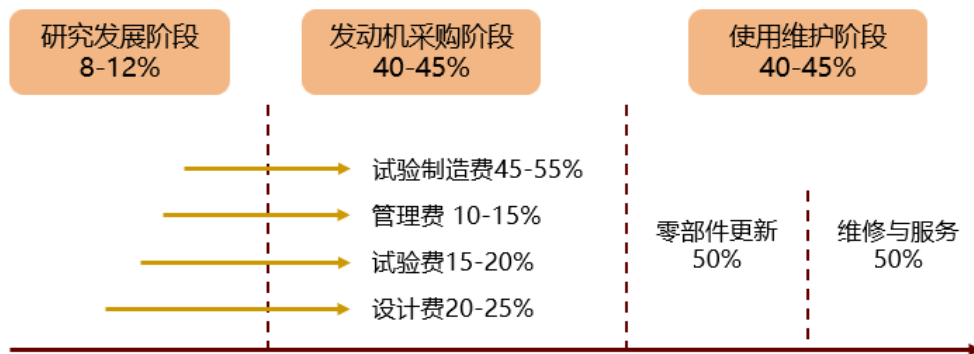 研究发展阶段
8-12%
发动机采购阶段
40-45%
使用维护阶段
40-45%
试验制造费45-55%
管理费 10-15%
试验费15-20%
设计费20-25%
零部件更新
50%
维修与服务
50%